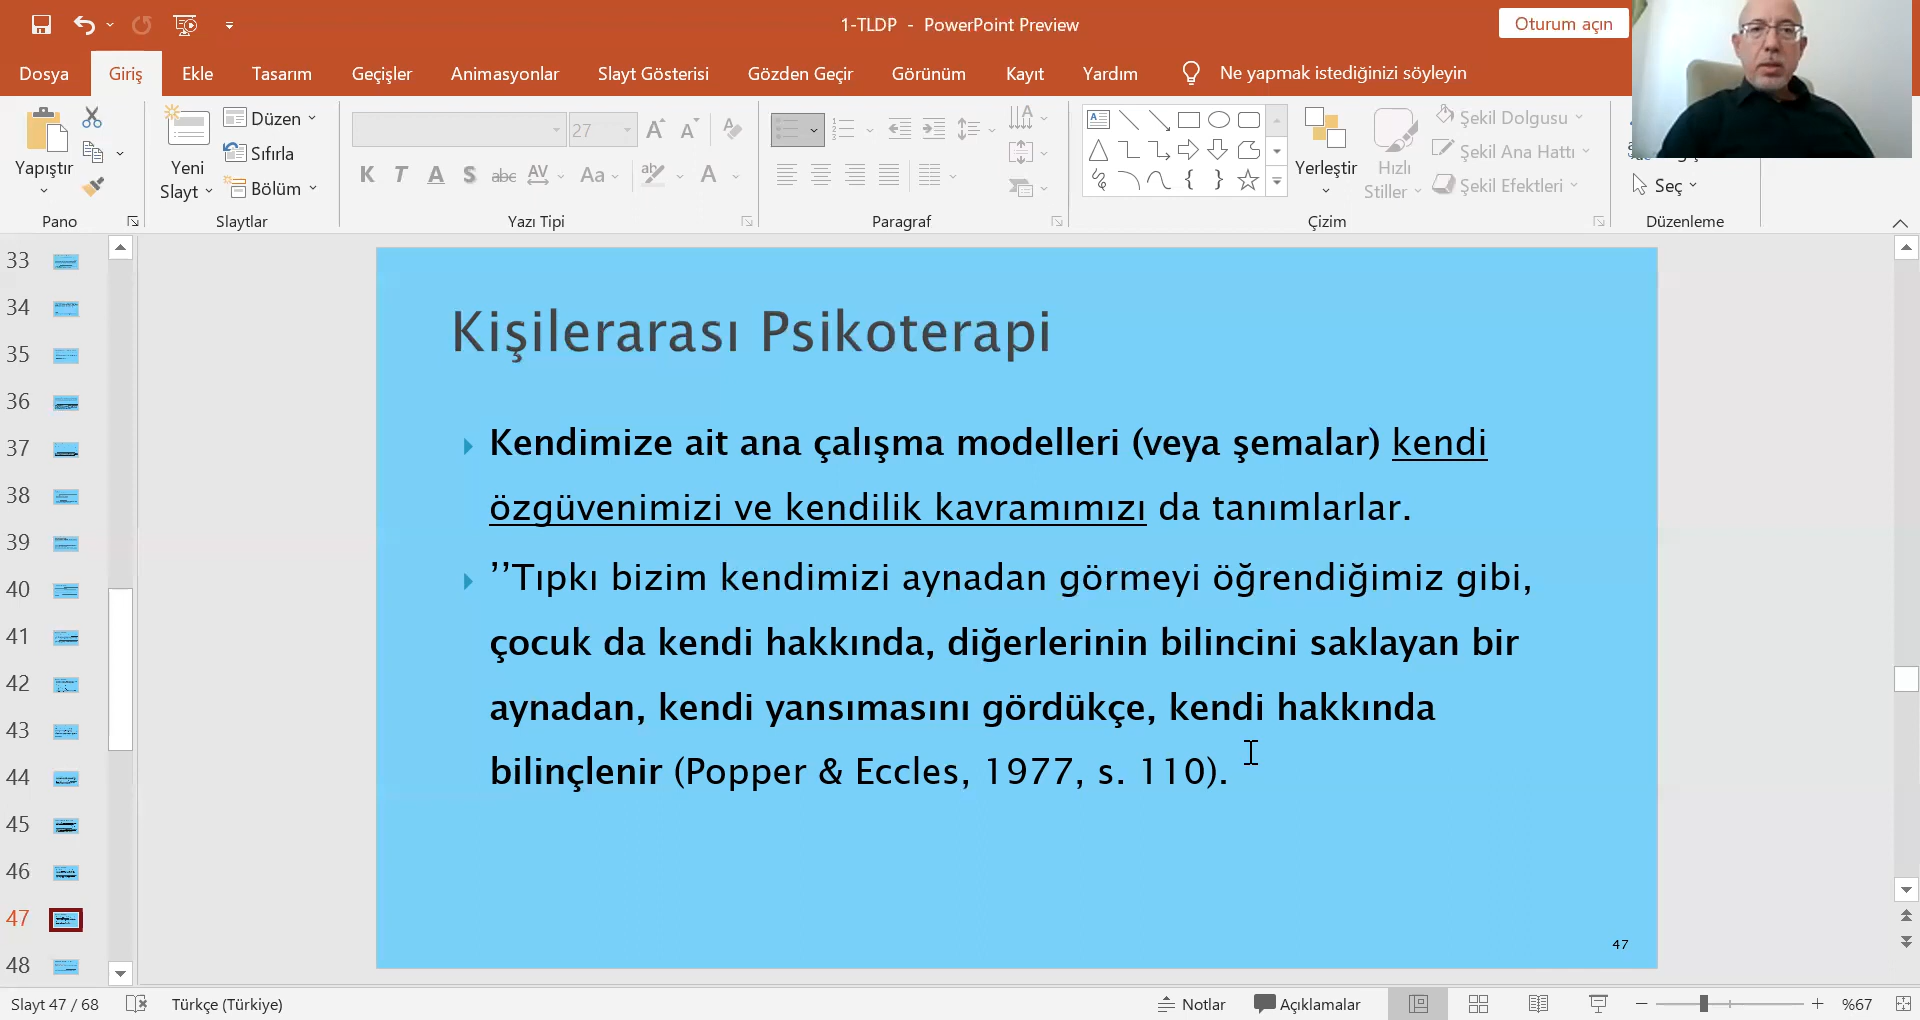 1-TLDP - PowerPoint Preview
Oturum açın
Dosya Giriş Ekle Tasarım Geçişler Animasyonlar Slayt Gösterisi Gözden Geçir Görünüm Kayıt Yardım Ne yapmak istediğinizi söyleyin
Yapıştır
Pano
Yeni
Slayt
Düzen
Sıfırla
Bölüm
Slaytlar
27
K T A S abc AV Aa A
Yazı Tipi
Paragraf
Yerleştir
Hızlı
Stiller
Şekil Dolgusu
Şekil Ana Hattı
Şekil Efektleri
Çizim
Seç
Düzenleme
33
34
35
36
37
38
39
40
41
42
43
44
45
46
47
48
Kişilerarası Psikoterapi
Kendimize ait ana çalışma modelleri (veya şemalar) kendi
özgüvenimizi ve kendilik kavramımızı da tanımlarlar.
’’Tıpkı bizim kendimizi aynadan görmeyi öğrendiğimiz gibi,
çocuk da kendi hakkında, diğerlerinin bilincini saklayan bir
aynadan, kendi yansımasını gördükçe, kendi hakkında
bilinçlenir (Popper & Eccles, 1977, s. 110).
47
Slayt 47 / 68 Türkçe (Türkiye) Notlar Açıklamalar %67